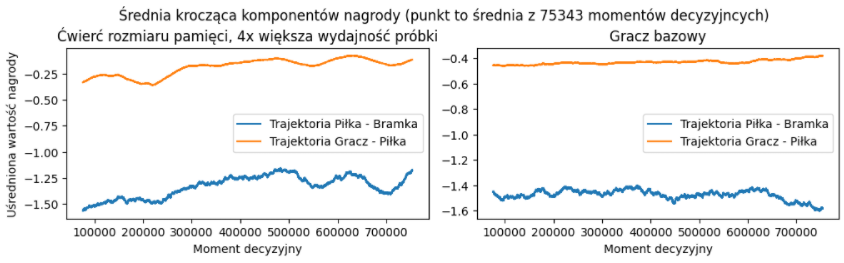 Średnia krocząca komponentów nagrody (punkt to średnia z 75343 momentów decyzyjncych)
Ćwierć rozmiaru pamięci, 4x większa wydajność próbki
Uśredniona wartość nagrody
−0.25
−0.50
−0.75
−1.00
−1.25
−1.50
Trajektoria Piłka - Bramka
Trajektoria Gracz - Piłka
100000 200000 300000 400000 500000 600000 700000
Moment decyzyjny
Gracz bazowy
−0.4
−0.6
−0.8
−1.0
−1.2
−1.4
−1.6
Trajektoria Piłka - Bramka
Trajektoria Gracz - Piłka
100000 200000 300000 400000 500000 600000 700000
Moment decyzyjny